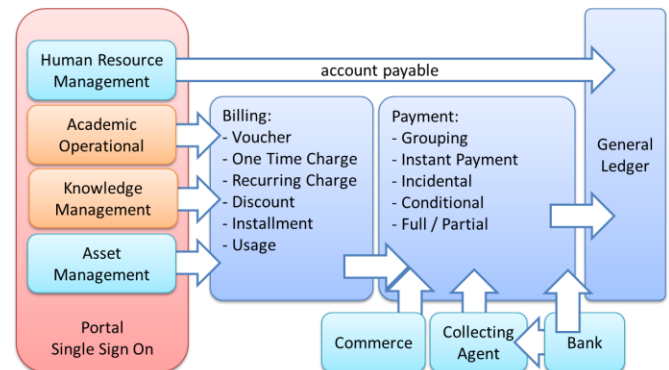 Human Resource
Management
account payable
Academic
Operational
Knowledge
Management
Asset
Management
Portal
Single Sign On
Billing:
- Voucher
- One Time Charge
- Recurring Charge
- Discount
- Installment
- Usage
Payment:
- Grouping
- Instant Payment
- Incidental
- Conditional
- Full / Partial
General
Ledger
Commerce
Collecting
Agent
Bank